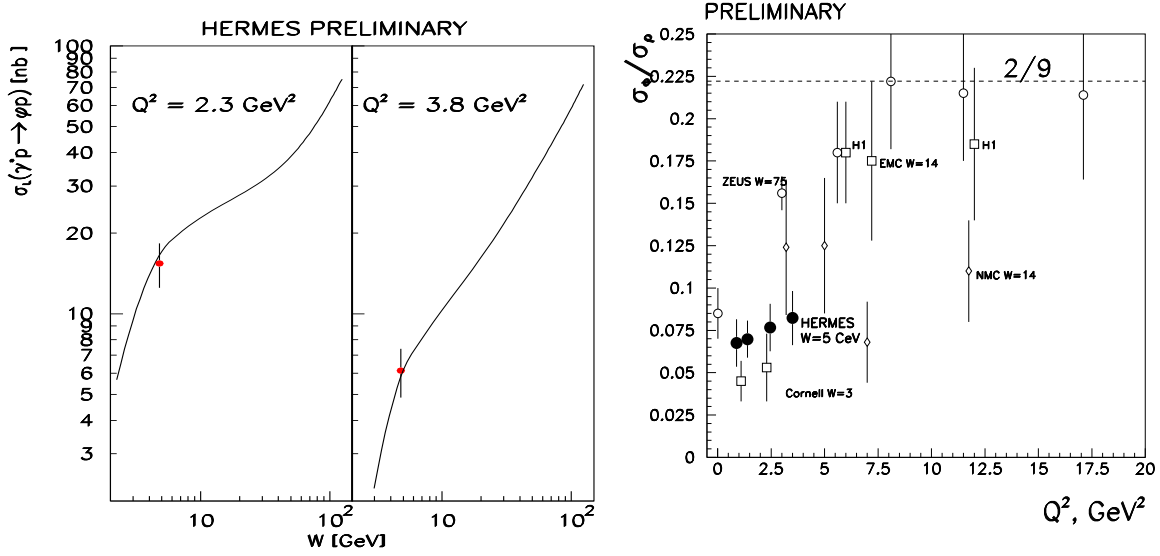 HERMES PRELIMINARY
σL(γ*p→φp) [nb]
100
90
80
70
60
50
40
30
20
10
9
8
7
6
5
4
3
Q² = 2.3 GeV²
Q² = 3.8 GeV²
10
10²
10
10²
W [GeV]
PRELIMINARY
σφ/σρ
0.25
0.225
0.2
0.175
0.15
0.125
0.1
0.075
0.05
0.025
0
2/9
H1
EMC W=14
H1
ZEUS W=75
NMC W=14
HERMES
W=5 GeV
Cornell W=3
0
2.5
5
7.5
10
12.5
15
17.5
20
Q², GeV²